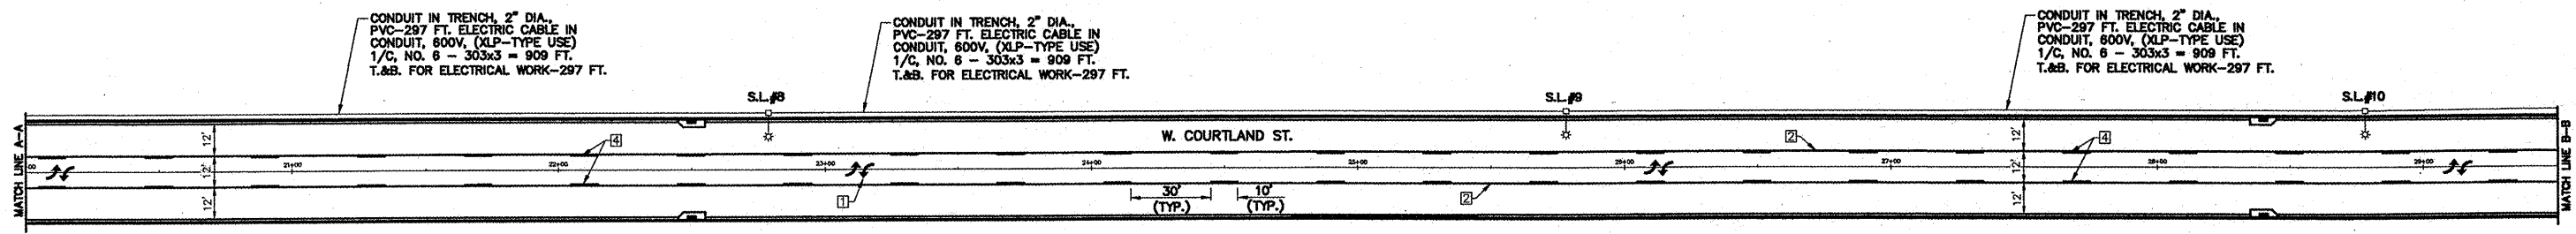 CONDUIT IN TRENCH, 2" DIA.,
PVC-297 FT. ELECTRIC CABLE IN
CONDUIT, 600V, (XLP-TYPE USE)
1/C, NO. 6 - 303x3 = 909 FT.
T.&B. FOR ELECTRICAL WORK-297 FT.
CONDUIT IN TRENCH, 2" DIA.,
PVC-297 FT. ELECTRIC CABLE IN
CONDUIT, 600V, (XLP-TYPE USE)
1/C, NO. 6 - 303x3 = 909 FT.
T.&B. FOR ELECTRICAL WORK-297 FT.
CONDUIT IN TRENCH, 2" DIA.,
PVC-297 FT. ELECTRIC CABLE IN
CONDUIT, 600V, (XLP-TYPE USE)
1/C, NO. 6 - 303x3 = 909 FT.
T.&B. FOR ELECTRICAL WORK-297 FT.
S.L.#8
S.L.#9
S.L.#10
MATCH LINE A-A
12'
12'
12'
4
W. COURTLAND ST.
2
12'
12'
12'
4
MATCH LINE B-B
00
21+00
22+00
23+00
24+00
25+00
26+00
27+00
28+00
29+00
1
30'
(TYP.)
10'
(TYP.)
2